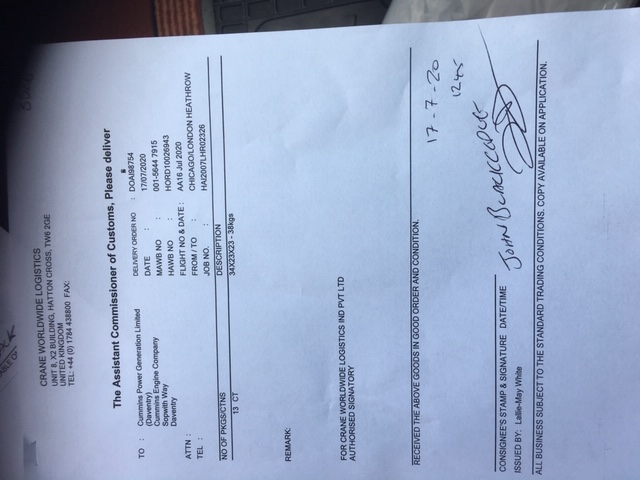 CRANE WORLDWIDE LOGISTICS
UNIT 8, X2 BUILDING, HATTON CROSS, TW6 2GE
UNITED KINGDOM
TEL: +44 (0) 1784 438800 FAX:
The Assistant Commissioner of Customs, Please deliver
TO : Cummins Power Generation Limited
(Daventry)
Cummins Engine Company
Sopwith Way
Daventry
ATTN :
TEL :
DELIVERY ORDER NO : DOAI98754
DATE : 17/07/2020
MAWB NO : 001-5644 7915
HAWB NO : HORD10026943
FLIGHT NO & DATE : AA16 Jul 2020
FROM / TO : CHICAGO/LONDON HEATHROW
JOB NO. : HAI2007LHR02326
NO OF PKGS/CTNS DESCRIPTION
13 CT 34X23X23 - 38kgs
REMARK:
FOR CRANE WORLDWIDE LOGISTICS IND PVT LTD
AUTHORISED SIGNATORY
RECEIVED THE ABOVE GOODS IN GOOD ORDER AND CONDITION.
17-7-20
1245
JOHN
CONSIGNEE'S STAMP & SIGNATURE DATE/TIME
ISSUED BY: Lallie-May White
ALL BUSINESS SUBJECT TO THE STANDARD TRADING CONDITIONS. COPY AVAILABLE ON APPLICATION.